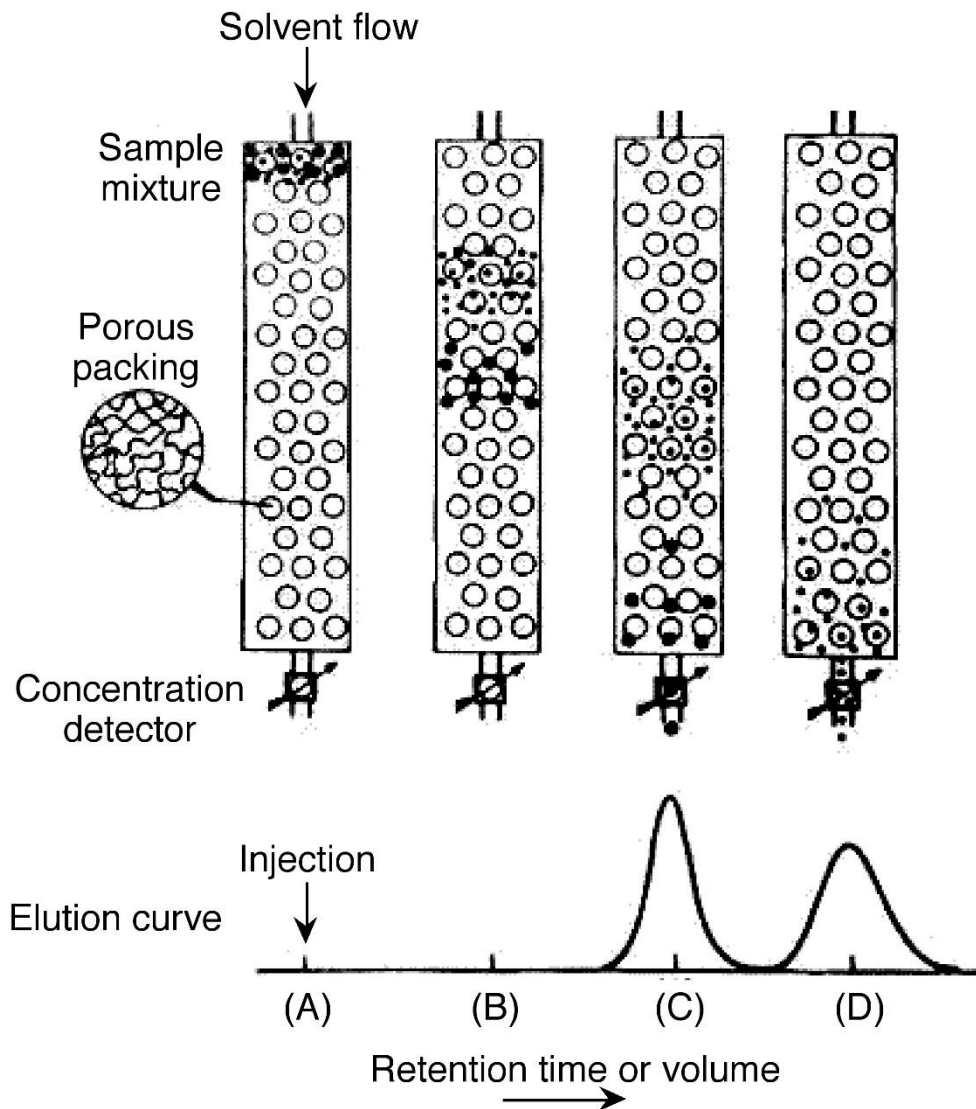 Solvent flow
Sample
mixture
Porous
packing
Concentration
detector
Injection
Elution curve
(A)
(B)
(C)
(D)
Retention time or volume